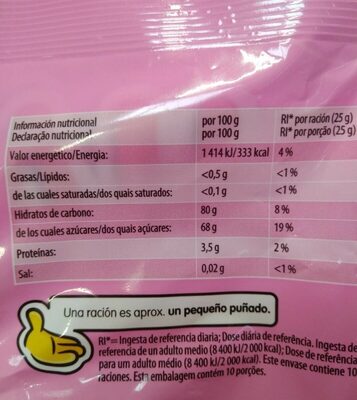 Información nutricional por 100 g RI* por ración (25 g)
Declaração nutricional por 100 g RI* por porção (25 g)
Valor energetico/Energia: 1 414 kJ/333 kcal 4 %
Grasas/Lípidos: <0,5 g <1 %
de las cuales saturadas/dos quais saturados: <0,1 g <1 %
Hidratos de carbono: 80 g 8 %
de los cuales azúcares/dos quais açúcares: 68 g 19 %
Proteínas: 3,5 g 2 %
Sal: 0,02 g <1 %
Una ración es aprox. un pequeño puñado.
RI*= Ingesta de referencia diaria; Dose diária de referência. Ingesta de
referencia de un adulto medio (8 400 kJ/2 000 kcal); Dose de referência
para um adulto médio (8 400 kJ/2 000 kcal). Este envase contiene 10
raciones. Esta embalagem contém 10 porções.